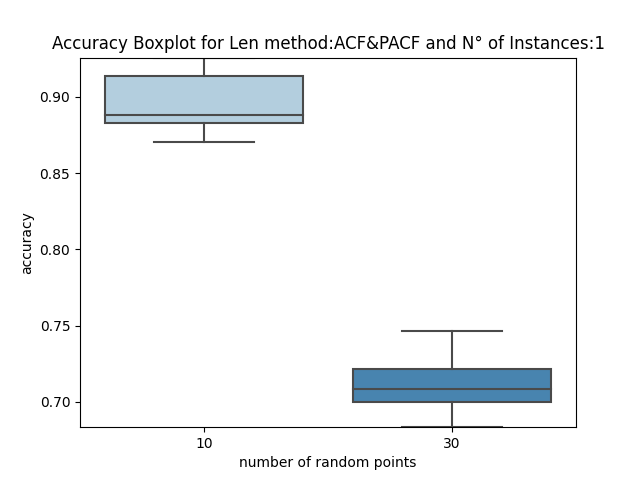 Accuracy Boxplot for Len method:ACF&PACF and N° of Instances:1
0.90
0.85
0.80
0.75
0.70
accuracy
10 30
number of random points